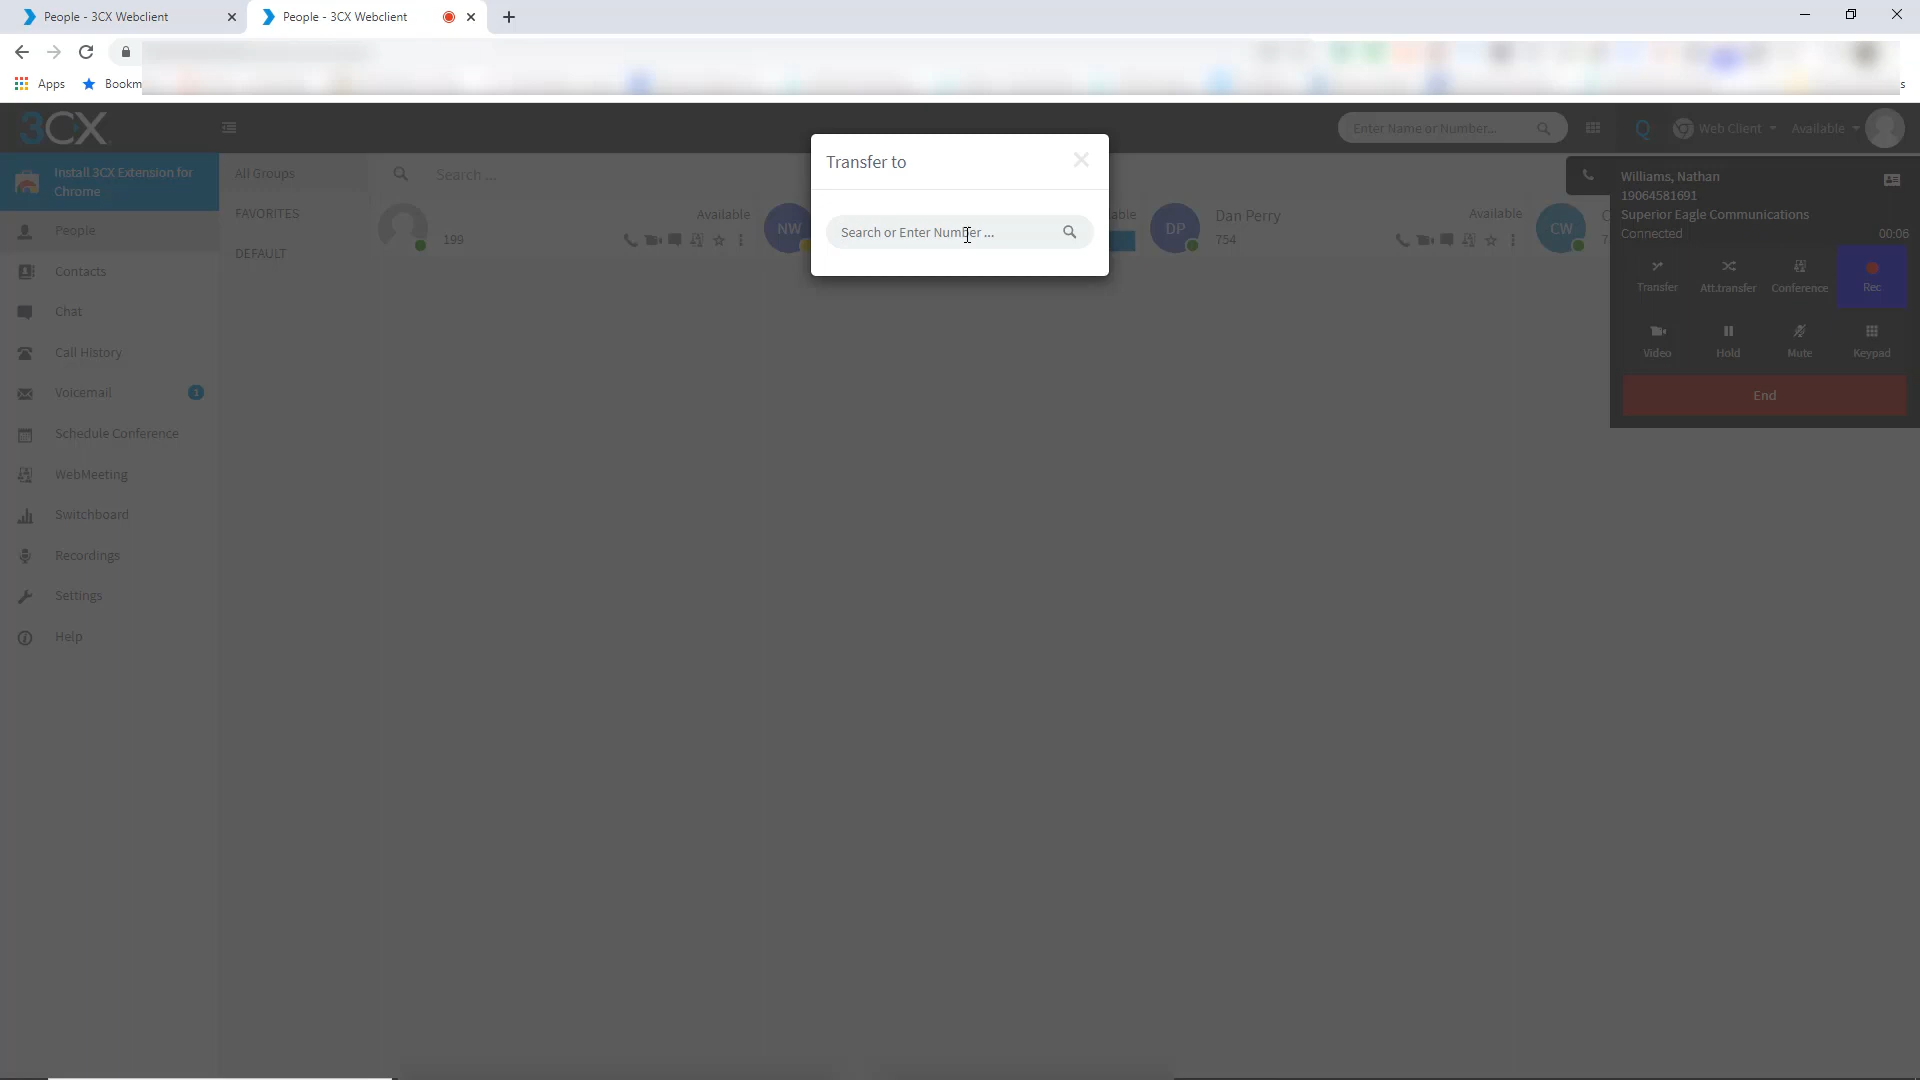 People - 3CX Webclient
People - 3CX Webclient
Apps
Bookm
s
3CX
Enter Name or Number...
Q
Web Client
Available
Install 3CX Extension for
Chrome
People
Contacts
Chat
Call History
Voicemail
1
Schedule Conference
WebMeeting
Switchboard
Recordings
Settings
Help
All Groups
FAVORITES
DEFAULT
Search ...
Available
199
NW
able
DP
Dan Perry
754
Available
CW
C
7
Transfer to
Search or Enter Number ...
Williams, Nathan
19064581691
Superior Eagle Communications
Connected
00:06
Transfer
Att.transfer
Conference
Rec
Video
Hold
Mute
Keypad
End